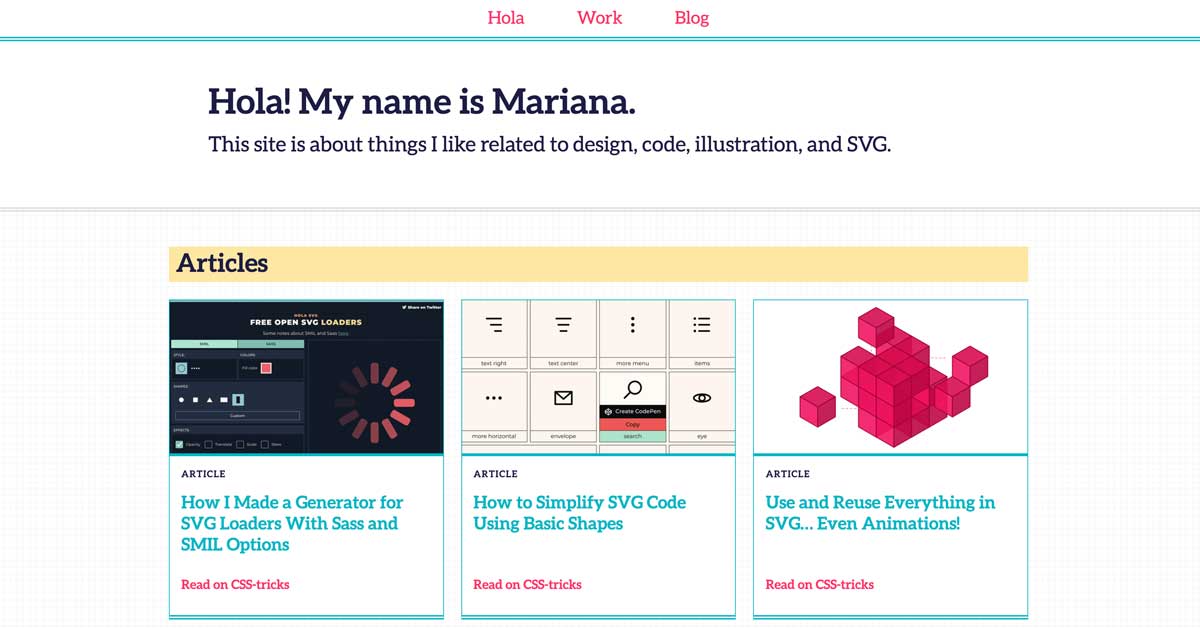 Hola Work Blog
Hola! My name is Mariana.
This site is about things I like related to design, code, illustration, and SVG.
Articles
Share on Twitter
HOLA SVG
FREE OPEN SVG LOADERS
Some notes about SMIL and Sass here
SMIL SASS
STYLE: COLORS:
Fill color
SHAPES:
Custom
EFFECTS:
Opacity Translate Scale Skew
text right text center more menu items
Create CodePen
Copy
more horizontal envelope search eye
ARTICLE
How I Made a Generator for
SVG Loaders With Sass and
SMIL Options
Read on CSS-tricks
ARTICLE
How to Simplify SVG Code
Using Basic Shapes
Read on CSS-tricks
ARTICLE
Use and Reuse Everything in
SVG... Even Animations!
Read on CSS-tricks